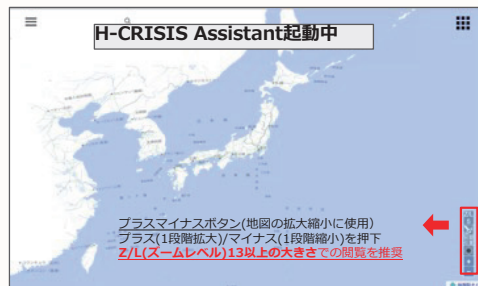 H-CRISIS Assistant起動中
プラスマイナスボタン(地図の拡大縮小に使用)
プラス(1段階拡大)/マイナス(1段階縮小)を押下
Z/L(ズームレベル)13以上の大きさでの閲覧を推奨